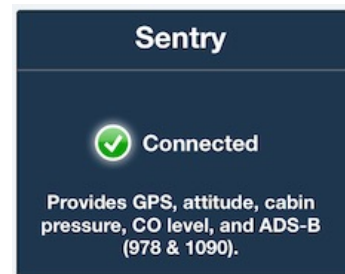 Sentry
Connected
Provides GPS, attitude, cabin
pressure, CO level, and ADS-B
(978 & 1090).